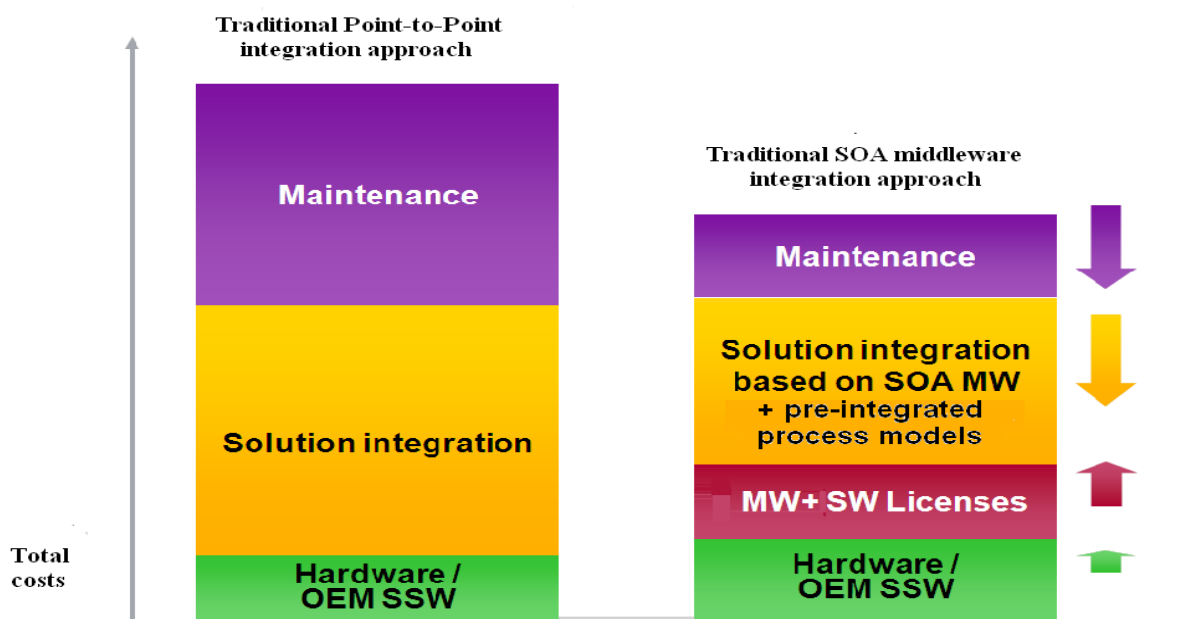 Traditional Point-to-Point
integration approach
Maintenance
Solution integration
Hardware /
OEM SSW
Traditional SOA middleware
integration approach
Maintenance
Solution integration
based on SOA MW
+ pre-integrated
process models
MW+ SW Licenses
Hardware /
OEM SSW
Total
costs